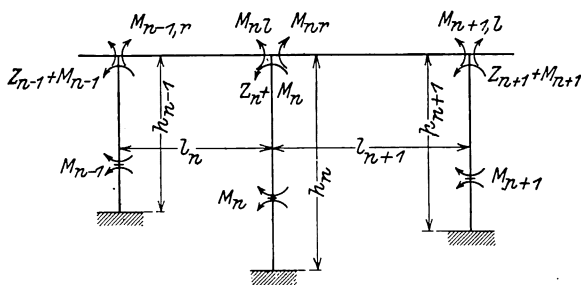 M_{n-1,r} M_{nl} M_{nr} M_{n+1,l}
Z_{n-1}+M_{n-1} Z_n+M_n Z_{n+1}+M_{n+1}
h_{n-1} h_{n+1}
l_n l_{n+1}
M_{n-1} M_n h_n M_{n+1}